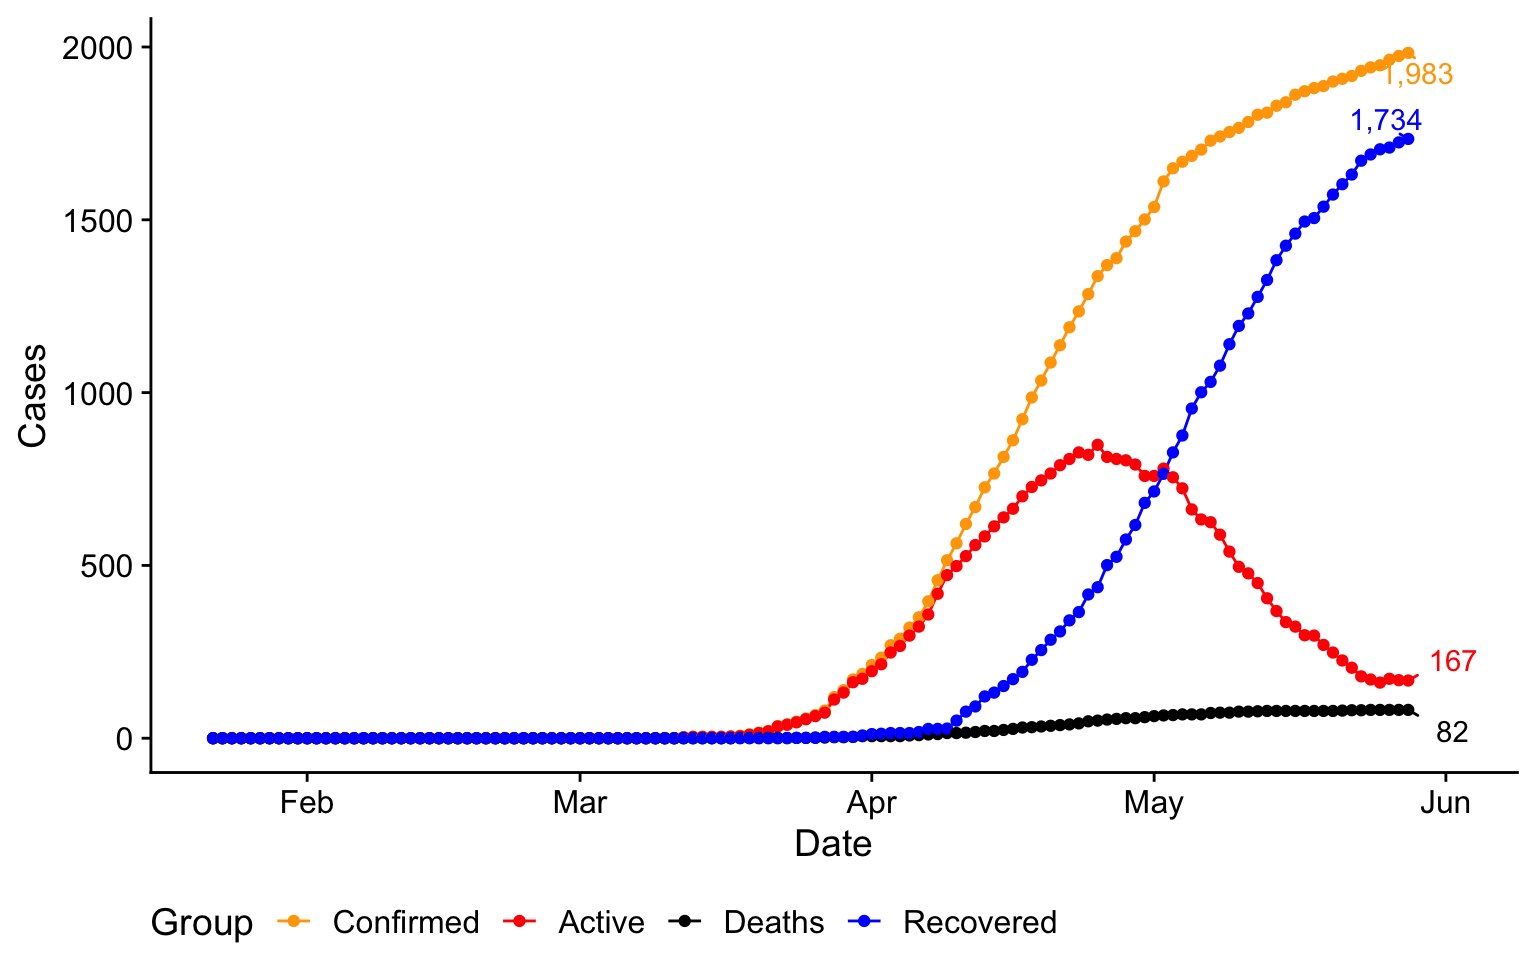 2000
1,983
1,734
1500
Cases
1000
500
167
82
0
Feb Mar Apr May Jun
Date
Group Confirmed Active Deaths Recovered